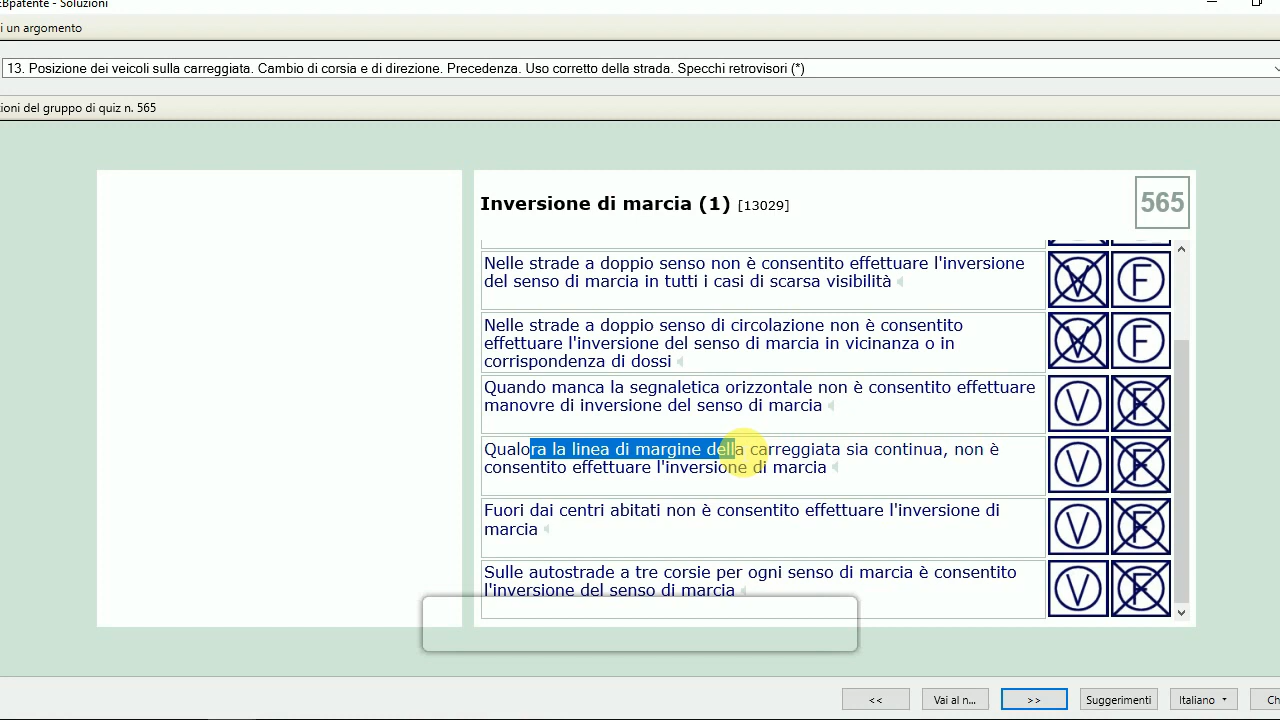 EBpatente - Soluzioni
i un argomento
13. Posizione dei veicoli sulla carreggiata. Cambio di corsia e di direzione. Precedenza. Uso corretto della strada. Specchi retrovisori (*)
ioni del gruppo di quiz n. 565
Inversione di marcia (1) [13029]
565
Nelle strade a doppio senso non è consentito effettuare l'inversione
del senso di marcia in tutti i casi di scarsa visibilità
V F
Nelle strade a doppio senso di circolazione non è consentito
effettuare l'inversione del senso di marcia in vicinanza o in
corrispondenza di dossi
V F
Quando manca la segnaletica orizzontale non è consentito effettuare
manovre di inversione del senso di marcia
V F
Qualora la linea di margine della carreggiata sia continua, non è
consentito effettuare l'inversione di marcia
V F
Fuori dai centri abitati non è consentito effettuare l'inversione di
marcia
V F
Sulle autostrade a tre corsie per ogni senso di marcia è consentito
l'inversione del senso di marcia
V F
<< Vai al n... >> Suggerimenti Italiano Ch